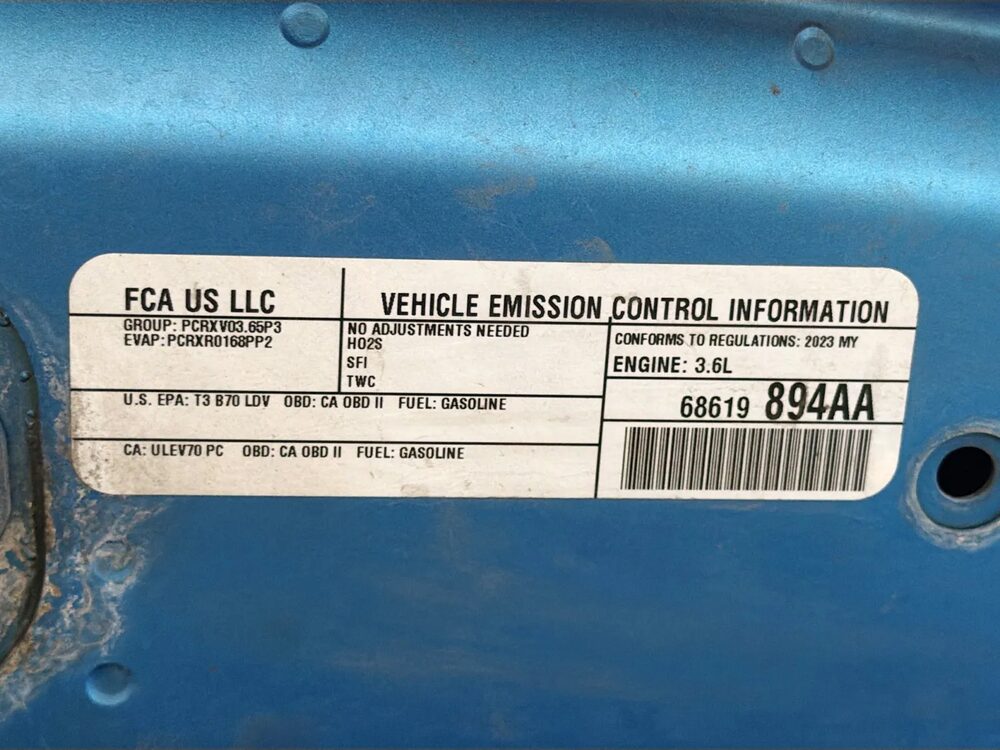 FCA US LLC
VEHICLE EMISSION CONTROL INFORMATION
GROUP: PCRXV03.65P3
EVAP: PCRXR0168PP2
NO ADJUSTMENTS NEEDED
HO2S
SFI
TWC
CONFORMS TO REGULATIONS: 2023 MY
ENGINE: 3.6L
68619 894AA
U.S. EPA: T3 B70 LDV OBD: CA OBD II FUEL: GASOLINE
CA: ULEV70 PC OBD: CA OBD II FUEL: GASOLINE